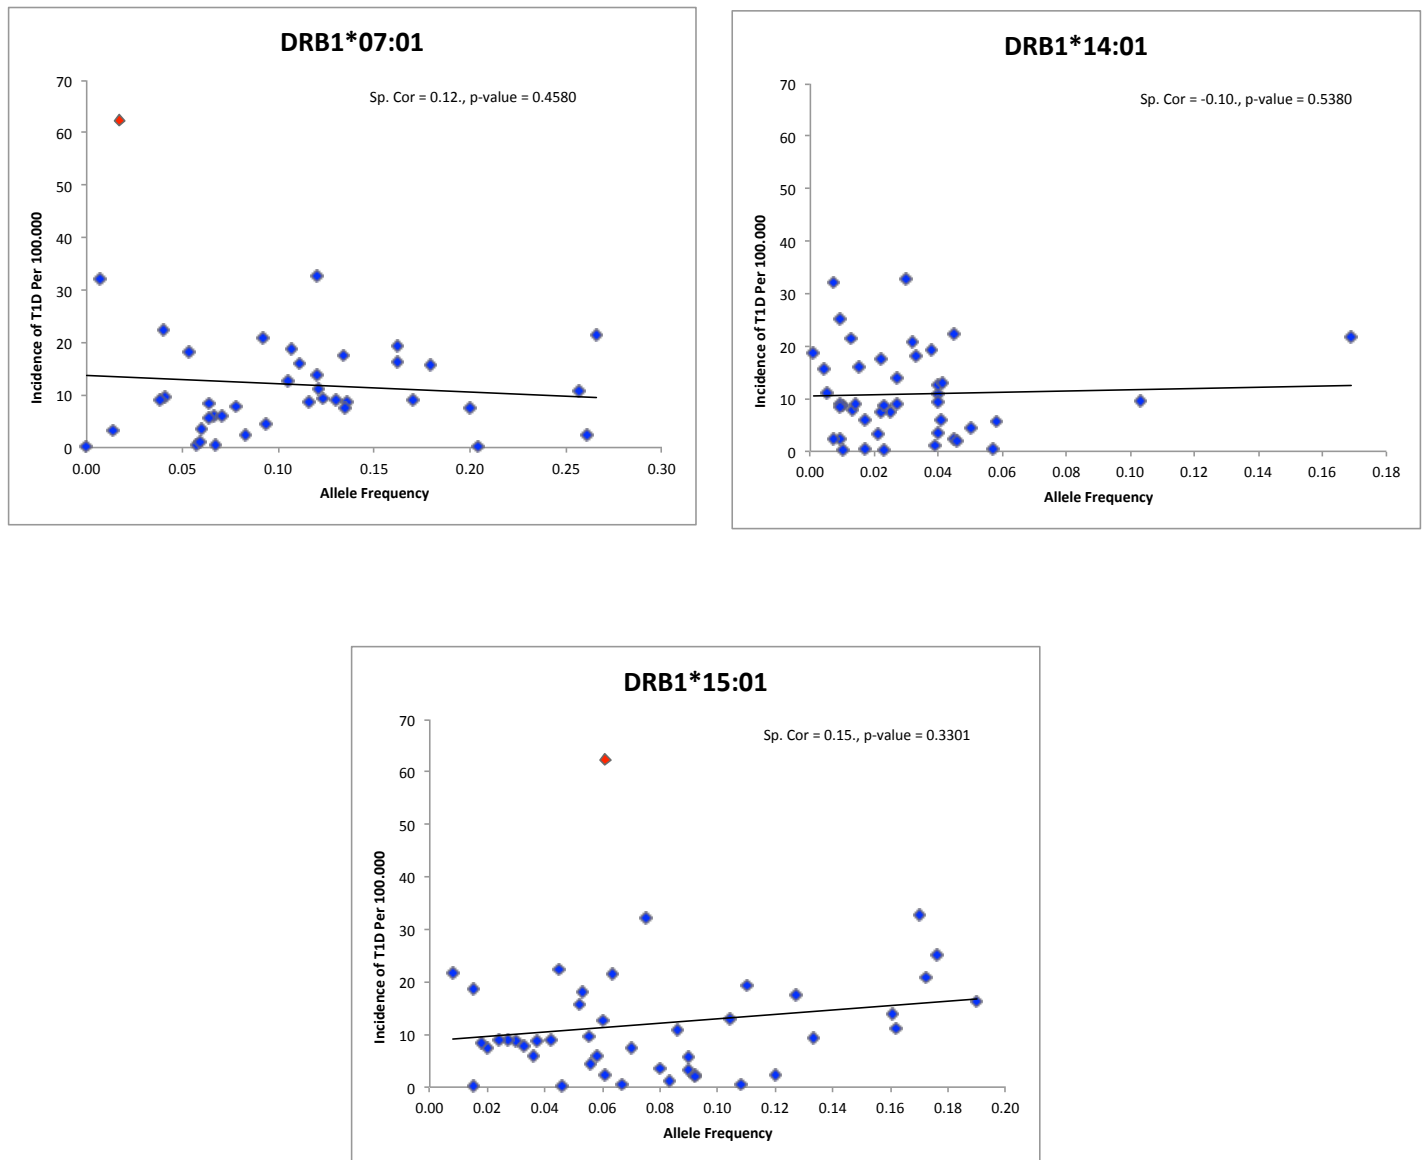 DRB1*07:01
Sp. Cor = 0.12., p-value = 0.4580
70
60
50
40
30
20
10
0
Incidence of T1D Per 100.000
0.00 0.05 0.10 0.15 0.20 0.25 0.30
Allele Frequency
DRB1*14:01
Sp. Cor = -0.10., p-value = 0.5380
70
60
50
40
30
20
10
0
Incidence of T1D Per 100.000
0.00 0.02 0.04 0.06 0.08 0.10 0.12 0.14 0.16 0.18
Allele Frequency
DRB1*15:01
Sp. Cor = 0.15., p-value = 0.3301
70
60
50
40
30
20
10
0
Incidence of T1D Per 100.000
0.00 0.02 0.04 0.06 0.08 0.10 0.12 0.14 0.16 0.18 0.20
Allele Frequency